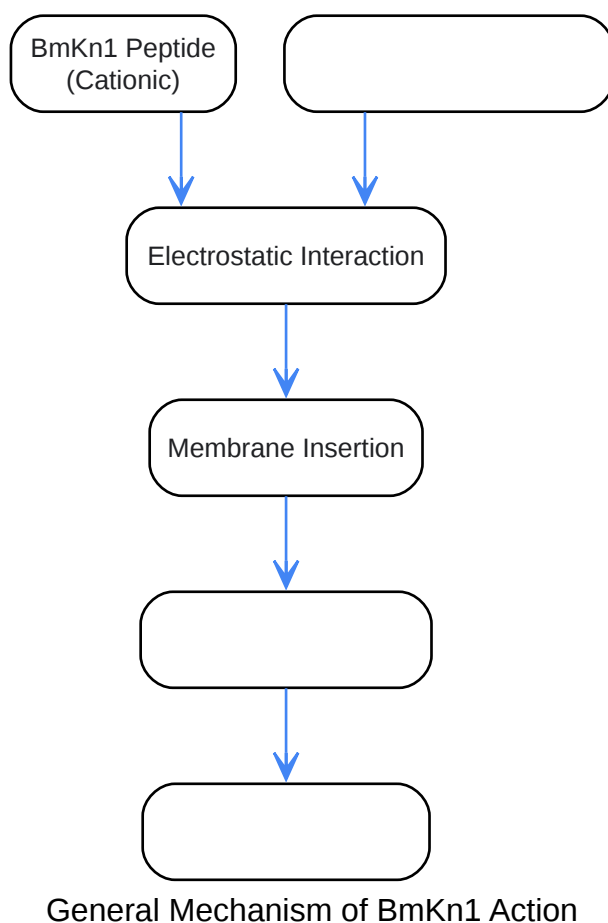 BmKn1 Peptide
(Cationic)
Electrostatic Interaction
Membrane Insertion
General Mechanism of BmKn1 Action